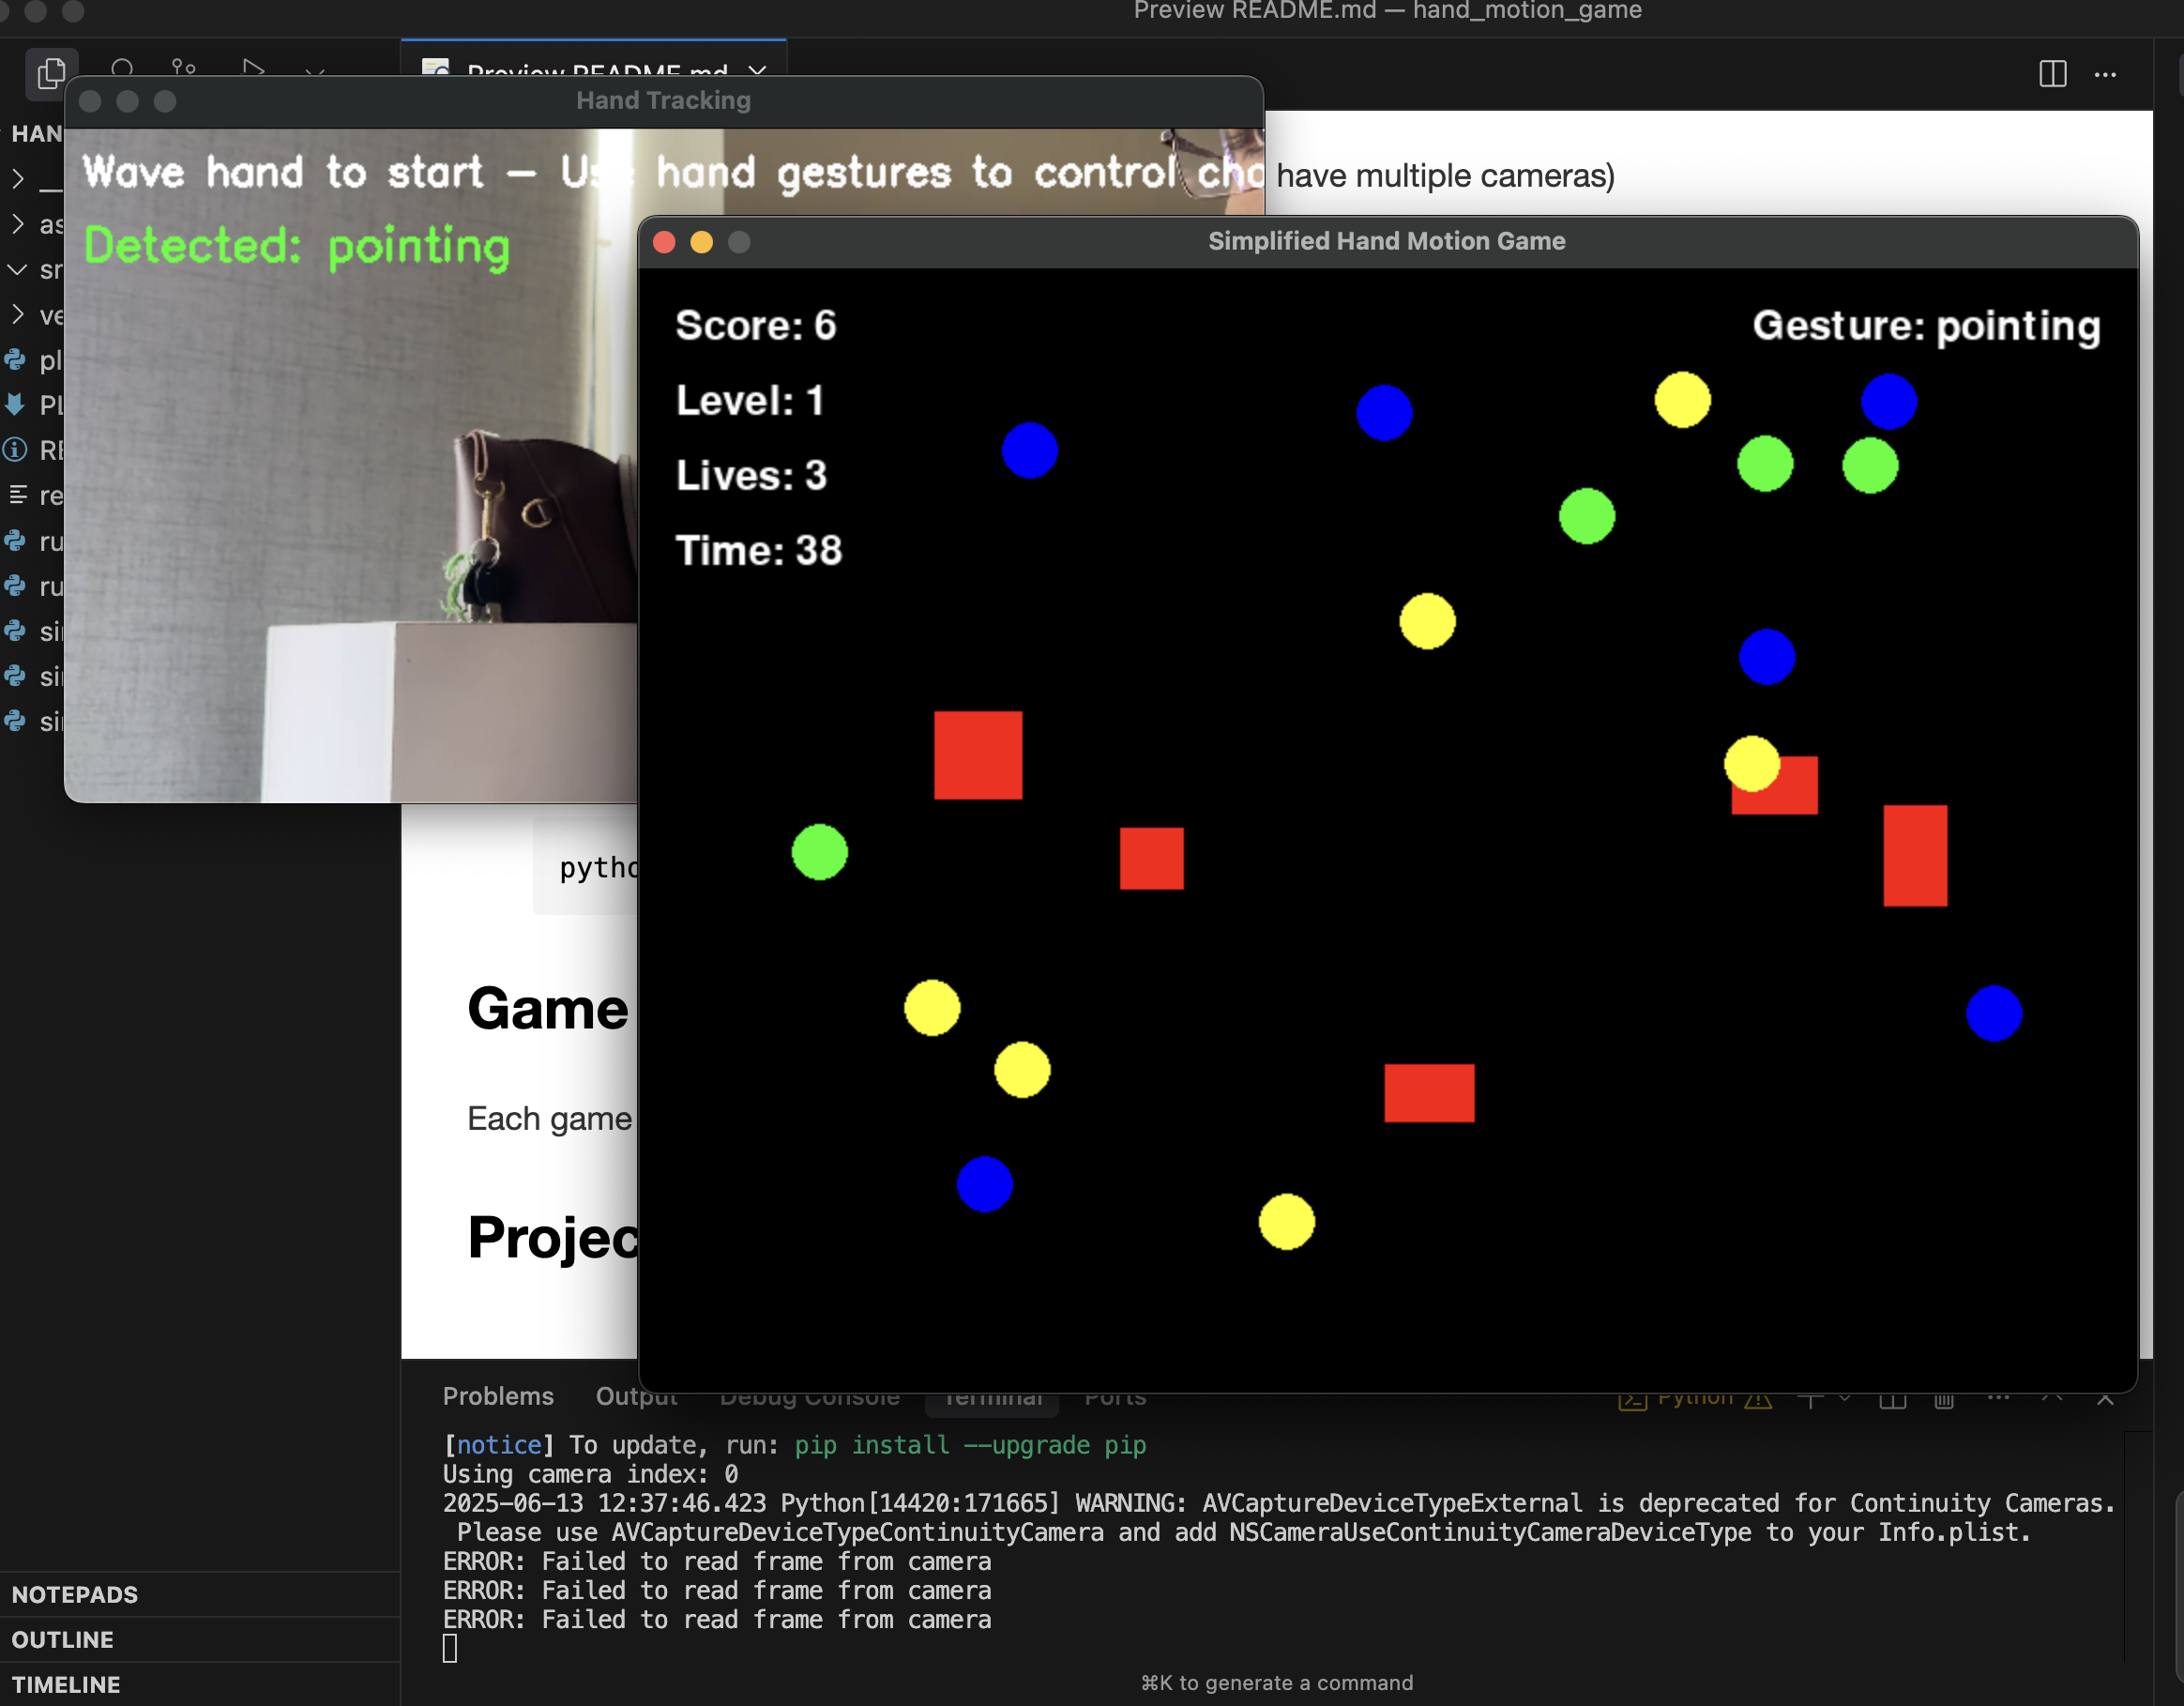 Preview README.md — hand_motion_game
Preview README.md
Hand Tracking
Wave hand to start — Use hand gestures to control cha
Detected: pointing
have multiple cameras)
Simplified Hand Motion Game
Score: 6
Level: 1
Lives: 3
Time: 38
Gesture: pointing
HAN
as
sr
ve
pl
PL
RE
re
ru
ru
si
si
si
pytho
Game
Each game
Projec
Problems
Output
Debug Console
Terminal
Ports
Python
[notice] To update, run: pip install --upgrade pip
Using camera index: 0
2025-06-13 12:37:46.423 Python[14420:171665] WARNING: AVCaptureDeviceTypeExternal is deprecated for Continuity Cameras.
Please use AVCaptureDeviceTypeContinuityCamera and add NSCameraUseContinuityCameraDeviceType to your Info.plist.
ERROR: Failed to read frame from camera
ERROR: Failed to read frame from camera
ERROR: Failed to read frame from camera
NOTEPADS
OUTLINE
TIMELINE
⌘K to generate a command